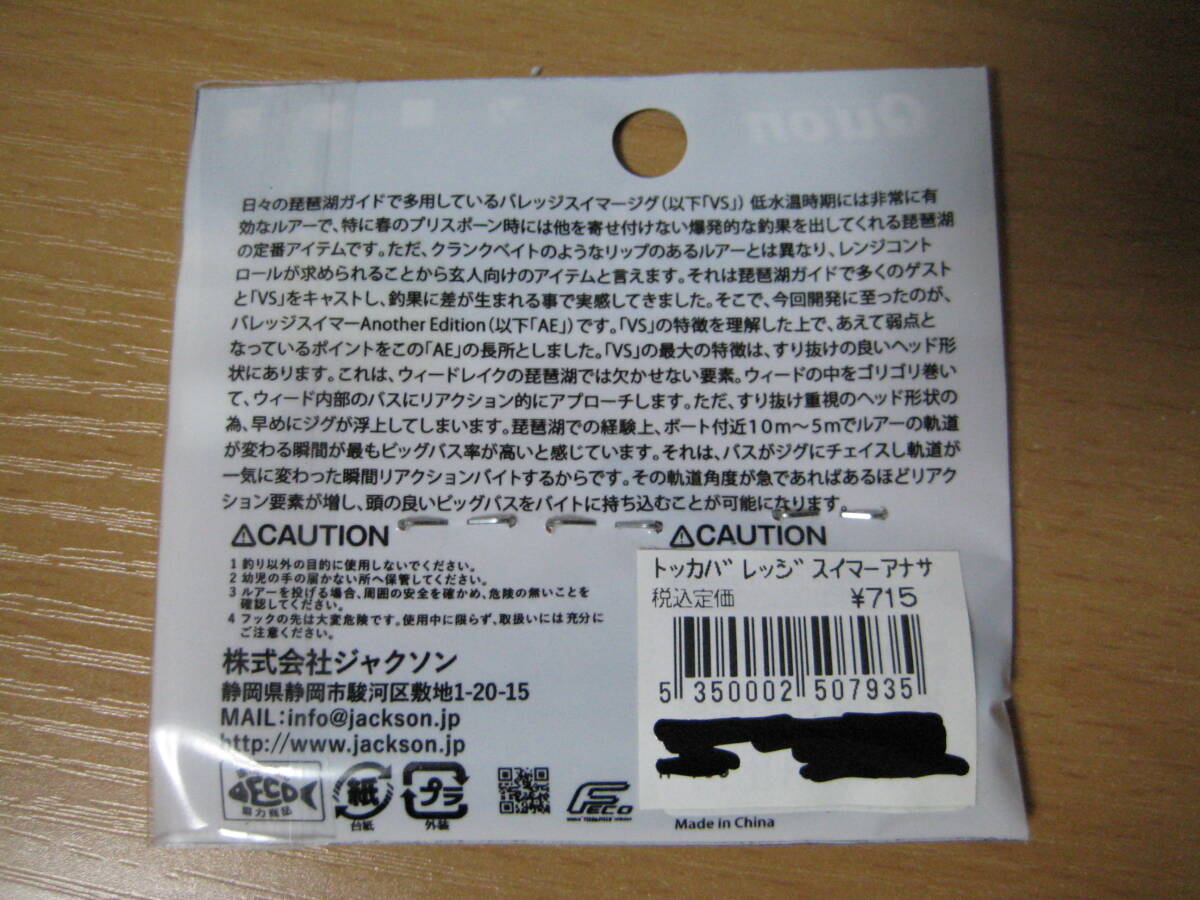 Qu'on
日々の琵琶湖ガイドで多用しているバレッジスイマージグ(以下「VS」)低水温時期には非常に有
効なルアーで、特に春のプリスポーン時には他を寄せ付けない爆発的な釣果を出してくれる琵琶湖
の定番アイテムです。ただ、クランクベイトのようなリップのあるルアーとは異なり、レンジコント
ロールが求められることから玄人向けのアイテムと言えます。それは琵琶湖ガイドで多くのゲスト
と「VS」をキャストし、釣果に差が生まれる事で実感してきました。そこで、今回開発に至ったのが、
バレッジスイマーAnother Edition(以下「AE」)です。「VS」の特徴を理解した上で、あえて弱点と
なっているポイントをこの「AE」の長所としました。「VS」の最大の特徴は、すり抜けの良いヘッド形
状にあります。これは、ウィードレイクの琵琶湖では欠かせない要素。ウィードの中をゴリゴリ巻い
て、ウィード内部のバスにリアクション的にアプローチします。ただ、すり抜け重視のヘッド形状の
為、早めにジグが浮上してしまいます。琵琶湖での経験上、ボート付近10m〜5mでルアーの軌道
が変わる瞬間が最もビッグバス率が高いと感じています。それは、バスがジグにチェイスし軌道が
一気に変わった瞬間リアクションバイトするからです。その軌道角度が急であればあるほどリアク
ション要素が増し、頭の良いビッグバスをバイトに持ち込むことが可能になります。
⚠CAUTION
1 釣り以外の目的に使用しないでください。
2 幼児の手の届かない所へ保管してください。
3 ルアーを投げる場合、周囲の安全を確かめ、危険の無いことを
確認してください。
4 フックの先は大変危険です。使用中に限らず、取扱いには充分に
ご注意ください。
株式会社ジャクソン
静岡県静岡市駿河区敷地1-20-15
MAIL:info@jackson.jp
http://www.jackson.jp
ECO
協力商品
紙
台紙
プラ
外装
FECO
⚠CAUTION
トッカバレッジスイマーアナサ
税込定価 ¥715
5 350002 507935
Made in China